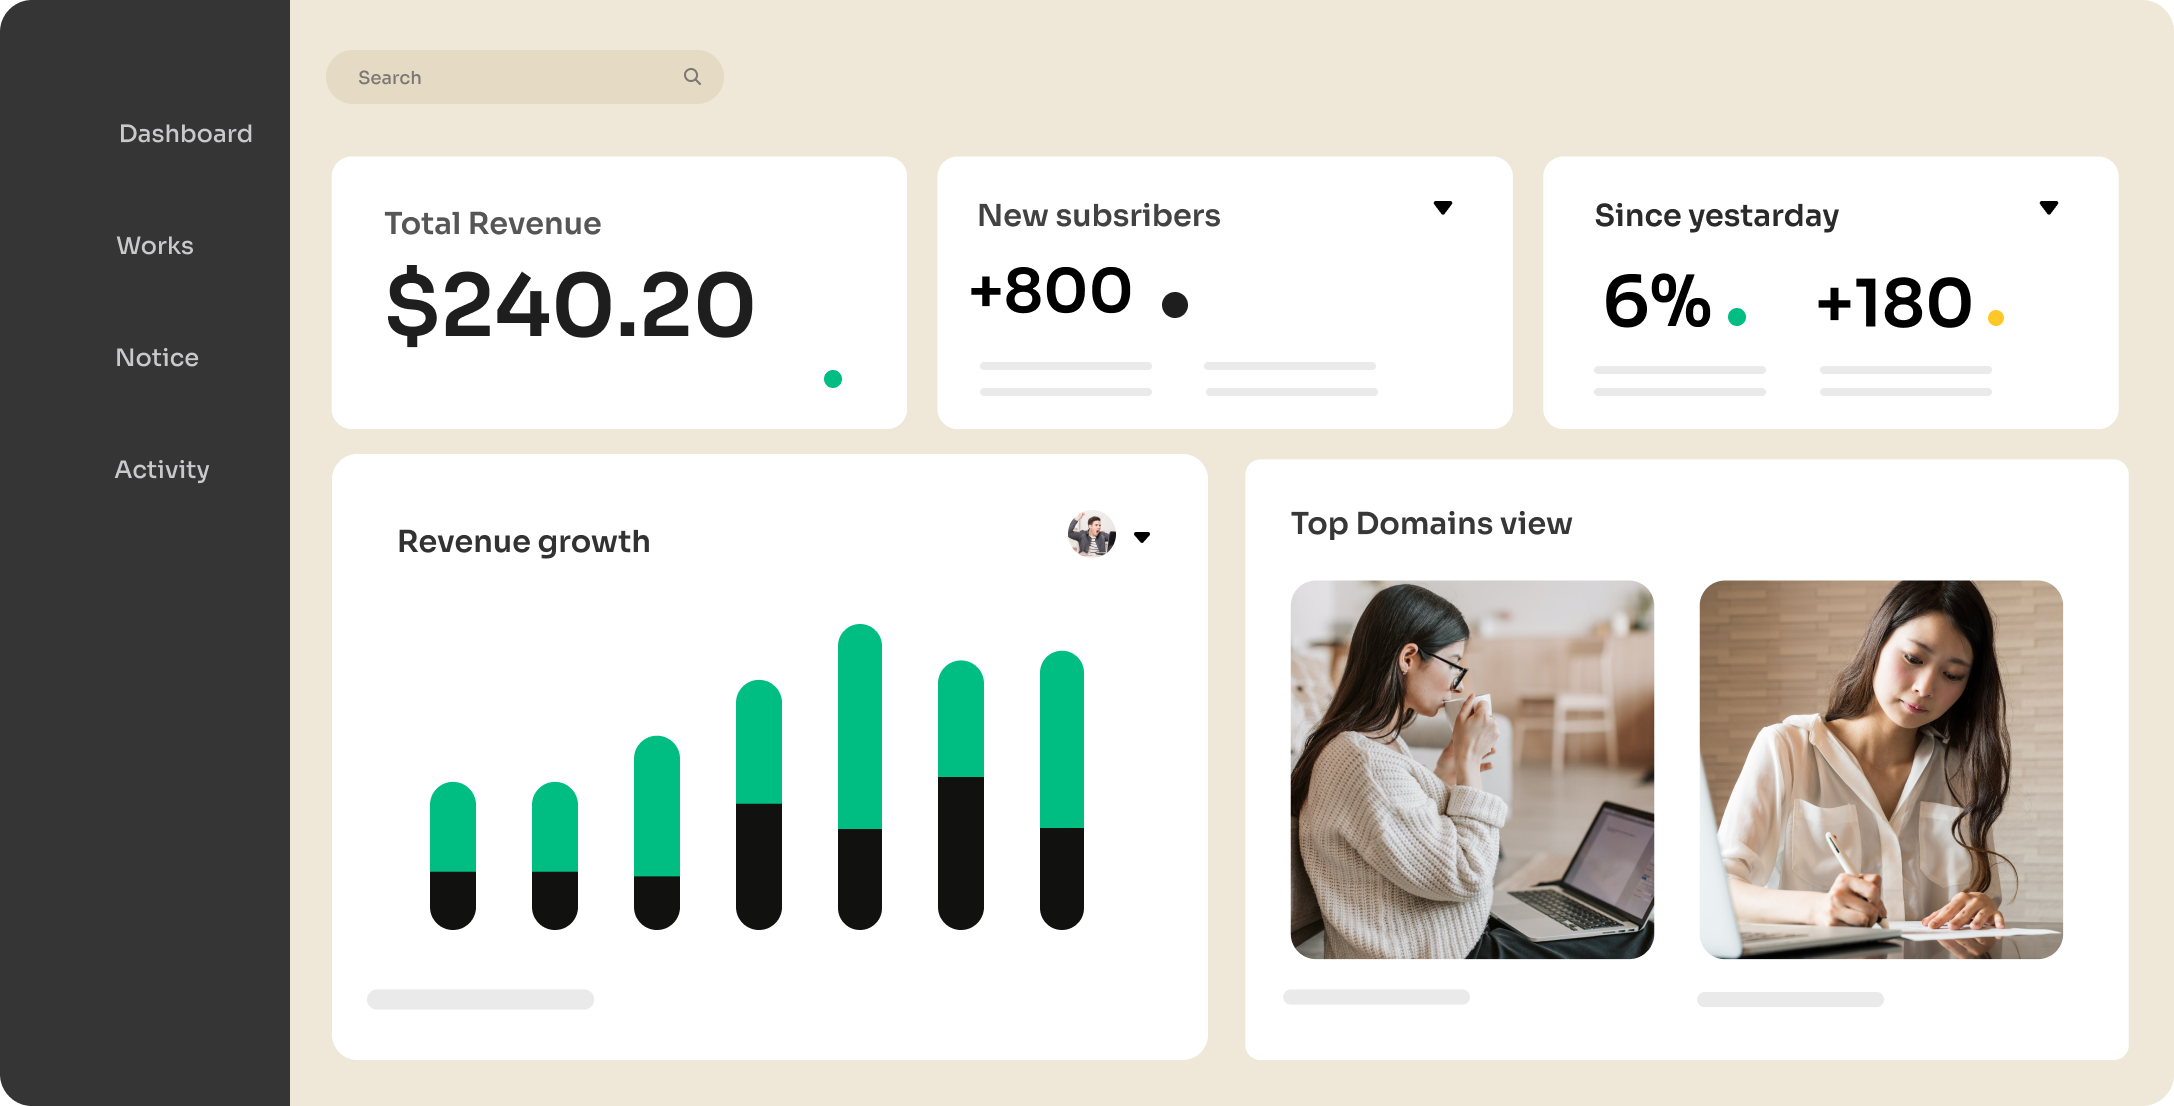 Search
Dashboard
Works
Notice
Activity
Total Revenue
$240.20
New subsribers
+800
Since yestarday
6% +180
Revenue growth
Top Domains view